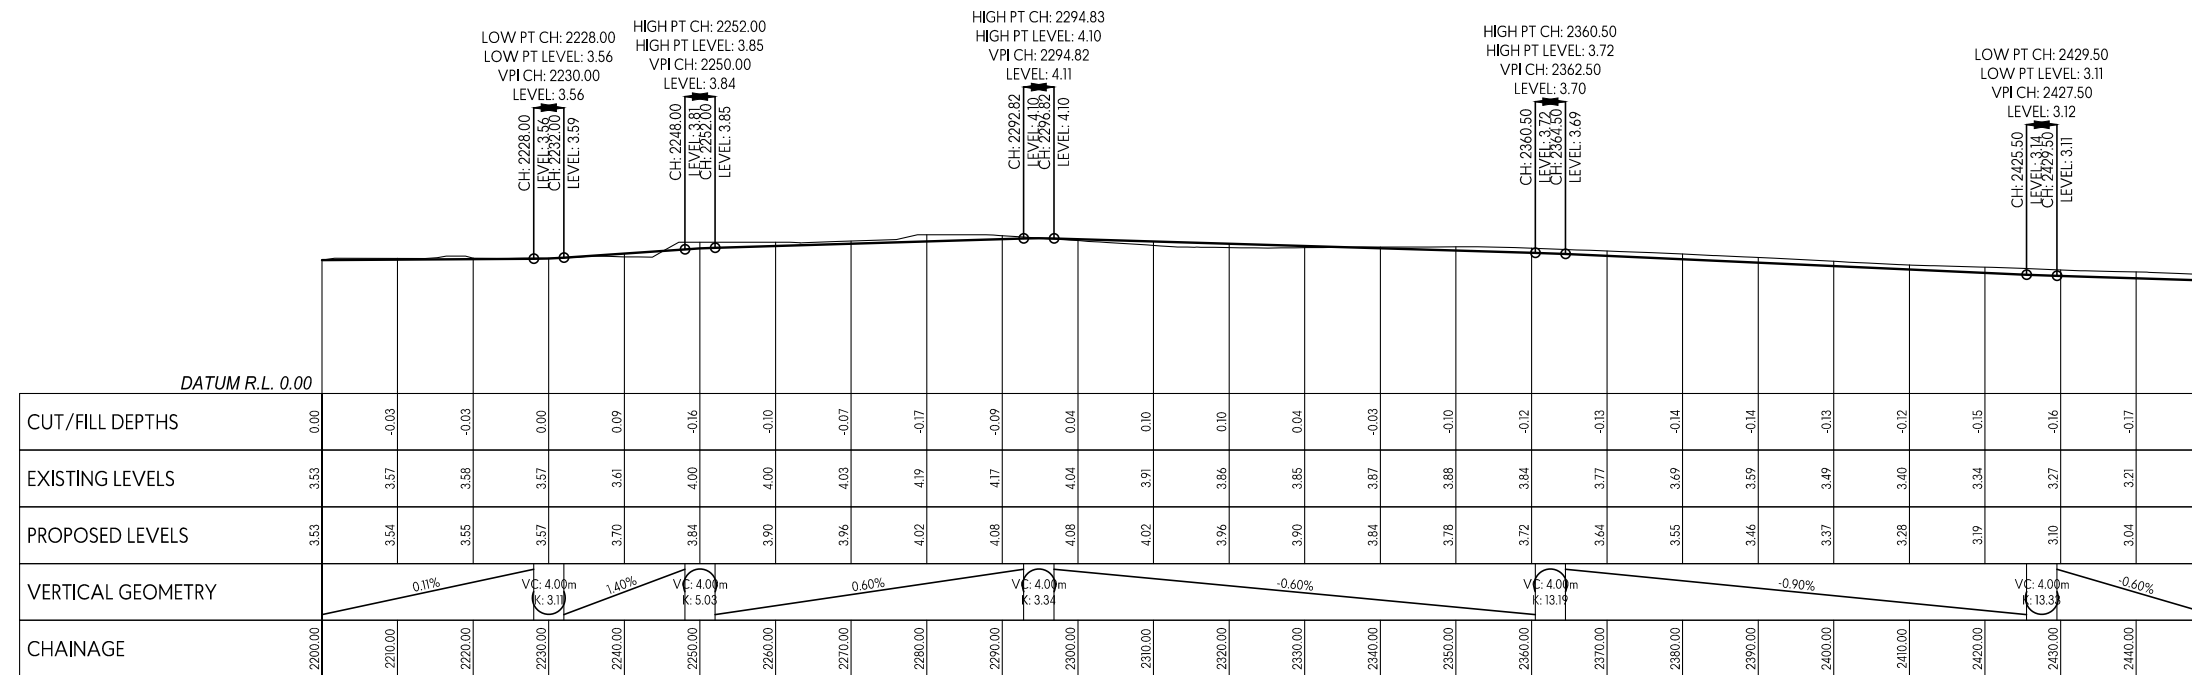 LOW PT CH: 2228.00
LOW PT LEVEL: 3.56
VPI CH: 2230.00
LEVEL: 3.56
CH: 2228.00
LEVEL: 3.56
CH: 2232.00
LEVEL: 3.59
HIGH PT CH: 2252.00
HIGH PT LEVEL: 3.85
VPI CH: 2250.00
LEVEL: 3.84
CH: 2248.00
LEVEL: 3.81
CH: 2252.00
LEVEL: 3.85
HIGH PT CH: 2294.83
HIGH PT LEVEL: 4.10
VPI CH: 2294.82
LEVEL: 4.11
CH: 2292.82
LEVEL: 4.10
CH: 2296.82
LEVEL: 4.10
HIGH PT CH: 2360.50
HIGH PT LEVEL: 3.72
VPI CH: 2362.50
LEVEL: 3.70
CH: 2360.50
LEVEL: 3.72
CH: 2364.50
LEVEL: 3.69
LOW PT CH: 2429.50
LOW PT LEVEL: 3.11
VPI CH: 2427.50
LEVEL: 3.12
CH: 2425.50
LEVEL: 3.14
CH: 2429.50
LEVEL: 3.11
DATUM R.L. 0.00
CUT/FILL DEPTHS 0.00 -0.03 -0.03 0.00 0.09 -0.16 -0.10 -0.07 -0.17 -0.09 0.04 0.10 0.10 0.04 -0.03 -0.10 -0.12 -0.13 -0.14 -0.14 -0.13 -0.12 -0.15 -0.16 -0.17
EXISTING LEVELS 3.53 3.57 3.58 3.57 3.61 4.00 4.00 4.03 4.19 4.17 4.04 3.91 3.86 3.85 3.87 3.88 3.84 3.77 3.69 3.59 3.49 3.40 3.34 3.27 3.21
PROPOSED LEVELS 3.53 3.54 3.55 3.57 3.70 3.84 3.90 3.96 4.02 4.08 4.08 4.02 3.96 3.90 3.84 3.78 3.72 3.64 3.55 3.46 3.37 3.28 3.19 3.10 3.04
VERTICAL GEOMETRY
0.11%
VC: 4.00m
K: 3.11
1.40%
VC: 4.00m
K: 5.03
0.60%
VC: 4.00m
K: 3.34
-0.60%
VC: 4.00m
K: 13.19
-0.90%
VC: 4.00m
K: 13.33
-0.60%
CHAINAGE 2200.00 2210.00 2220.00 2230.00 2240.00 2250.00 2260.00 2270.00 2280.00 2290.00 2300.00 2310.00 2320.00 2330.00 2340.00 2350.00 2360.00 2370.00 2380.00 2390.00 2400.00 2410.00 2420.00 2430.00 2440.00